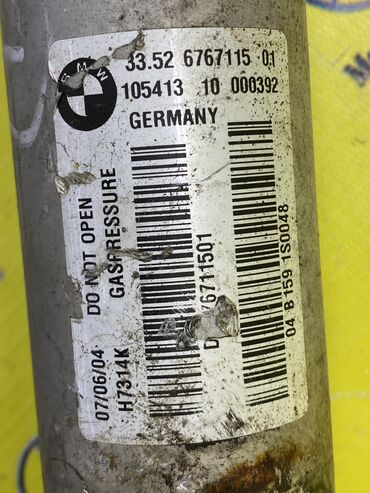 BMW
33.52 6767115 01
105413 10 000392
GERMANY
DO NOT OPEN
GASPRESSURE
07/06/04
H7314K
6711501
04 B159 1S0048